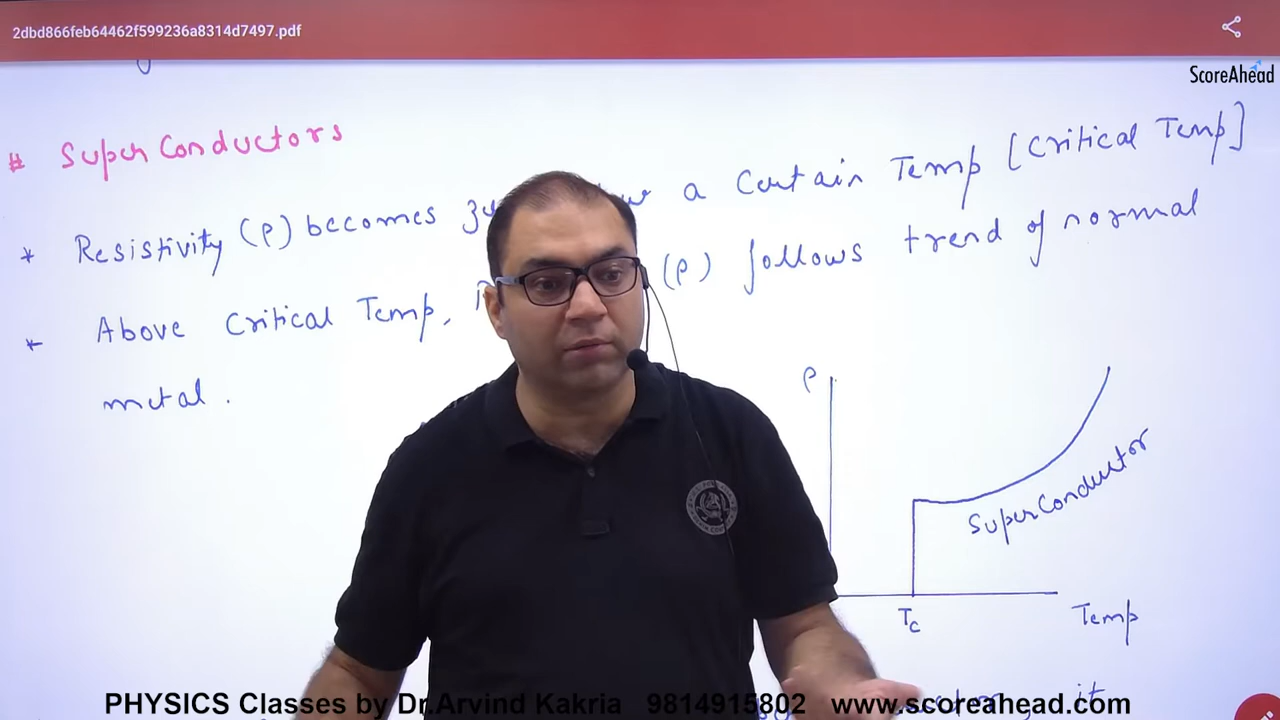 2dbd866feb64462f599236a8314d7497.pdf
ScoreAhead
# Super Conductors
* Resistivity (ρ) becomes a certain Temp [Critical Temp]
* Above Critical Temp, (ρ) follows trend of normal
metal.
ρ
Super Conductor
Tc
Temp
it
PHYSICS Classes by Dr.Arvind Kakria 9814915802 www.scoreahead.com